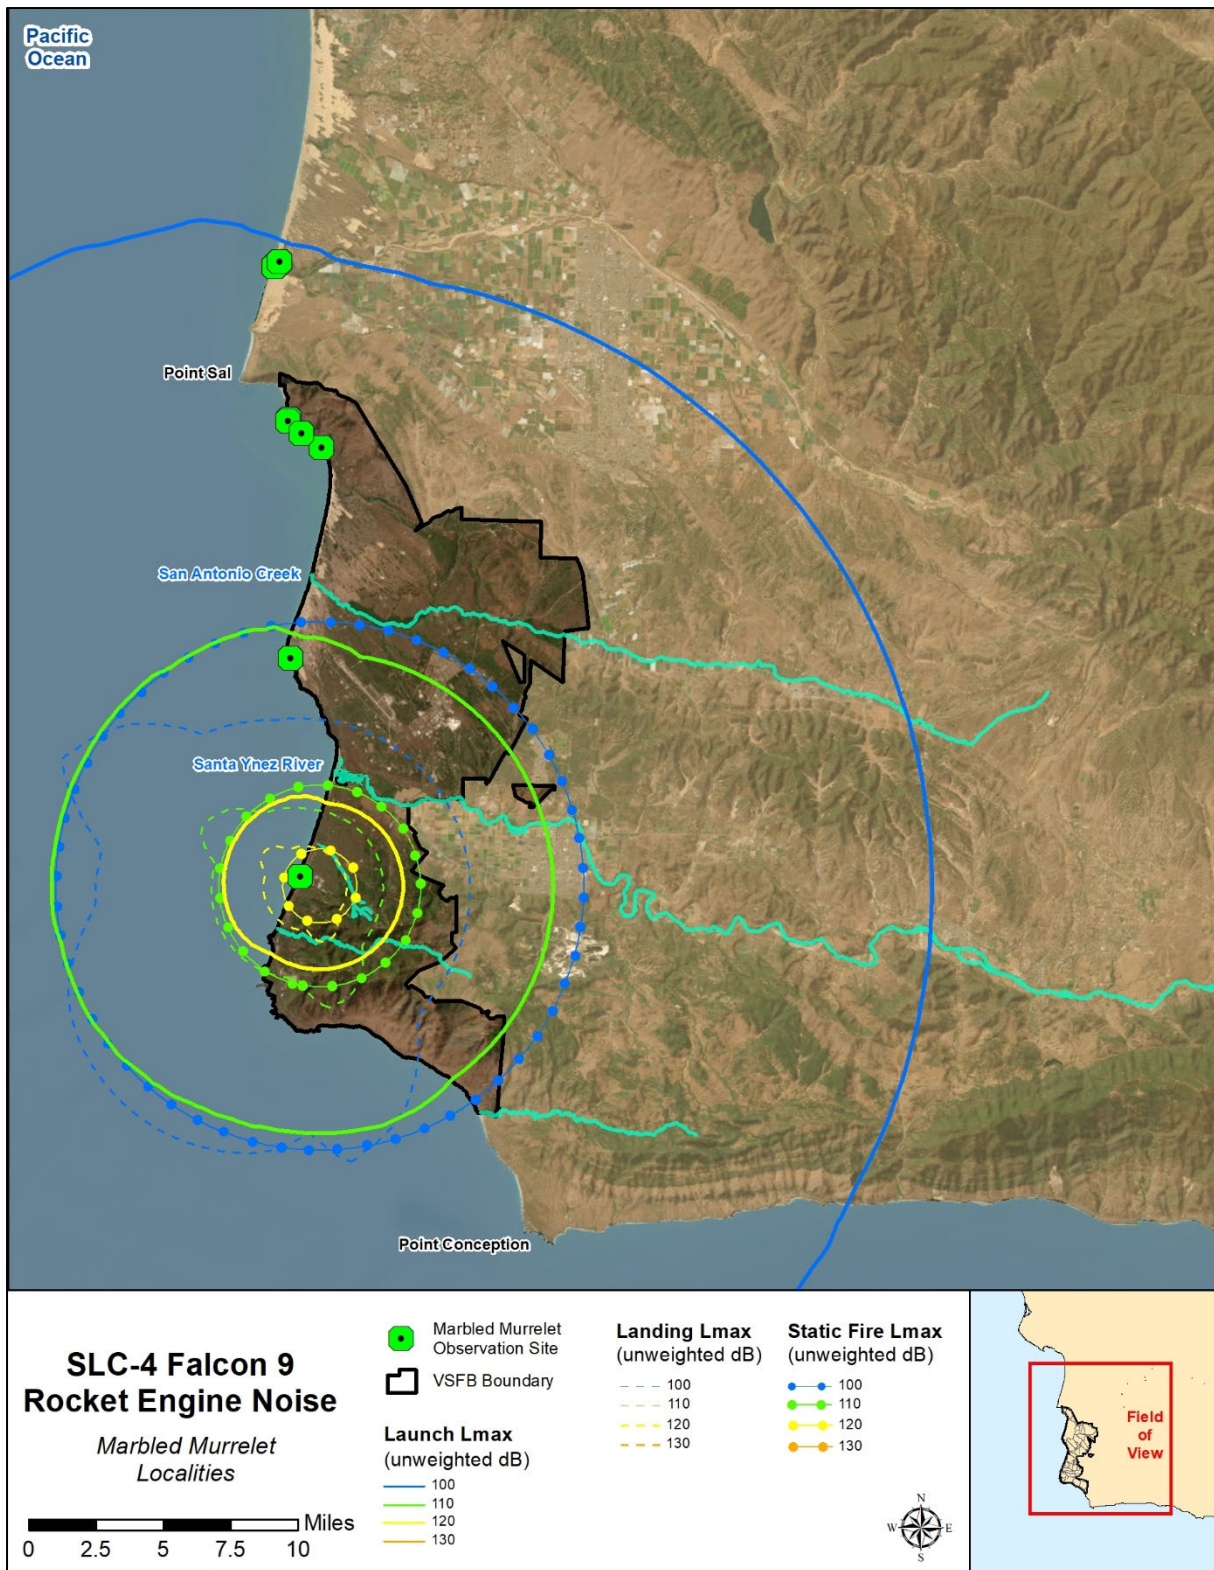 Pacific
Ocean
Point Sal
San Antonio Creek
Santa Ynez River
Point Conception
SLC-4 Falcon 9
Rocket Engine Noise
Marbled Murrelet
Localities
Miles
0 2.5 5 7.5 10
Marbled Murrelet
Observation Site
VSFB Boundary
Launch Lmax
(unweighted dB)
100
110
120
130
Landing Lmax
(unweighted dB)
100
110
120
130
Static Fire Lmax
(unweighted dB)
100
110
120
130
N
W E
S
Field
of
View